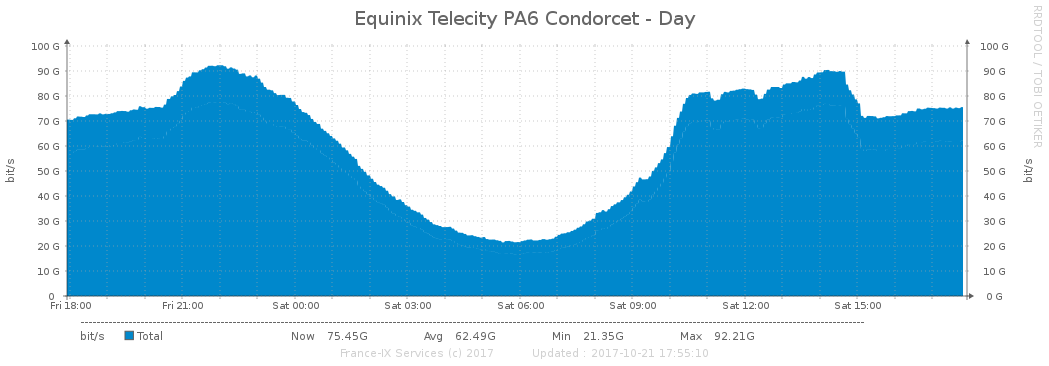 Equinix Telecity PA6 Condorcet - Day
RRDTOOL / TOBI OETIKER
bit/s
100 G
90 G
80 G
70 G
60 G
50 G
40 G
30 G
20 G
10 G
0
100 G
90 G
80 G
70 G
60 G
50 G
40 G
30 G
20 G
10 G
0 G
bit/s
Fri 18:00 Fri 21:00 Sat 00:00 Sat 03:00 Sat 06:00 Sat 09:00 Sat 12:00 Sat 15:00
bit/s Total Now 75.45G Avg 62.49G Min 21.35G Max 92.21G
France-IX Services (c) 2017 Updated : 2017-10-21 17:55:10